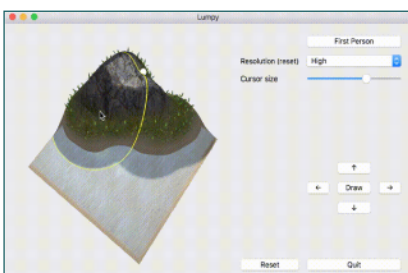 Lumpy
First Person
Resolution (reset) High
Cursor size
↑
← Draw →
↓
Reset Quit